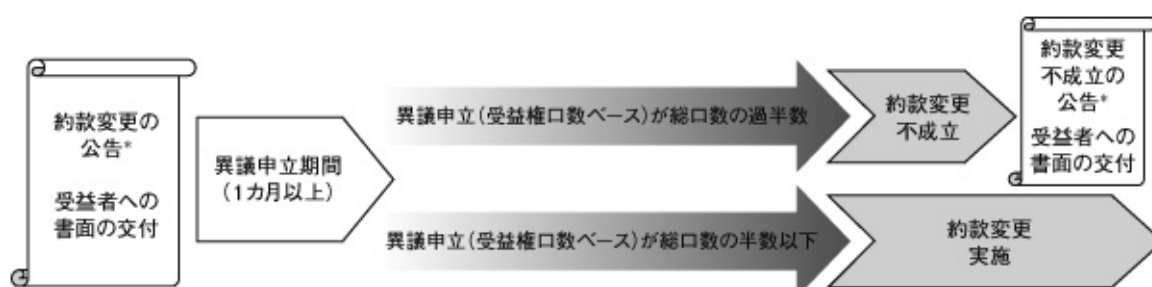 約款変更の
公告*
受益者への
書面の交付
異議申立期間
(1カ月以上)
異議申立(受益権口数ベース)が総口数の過半数
約款変更
不成立
約款変更
不成立の
公告*
受益者への
書面の交付
異議申立(受益権口数ベース)が総口数の半数以下
約款変更
実施